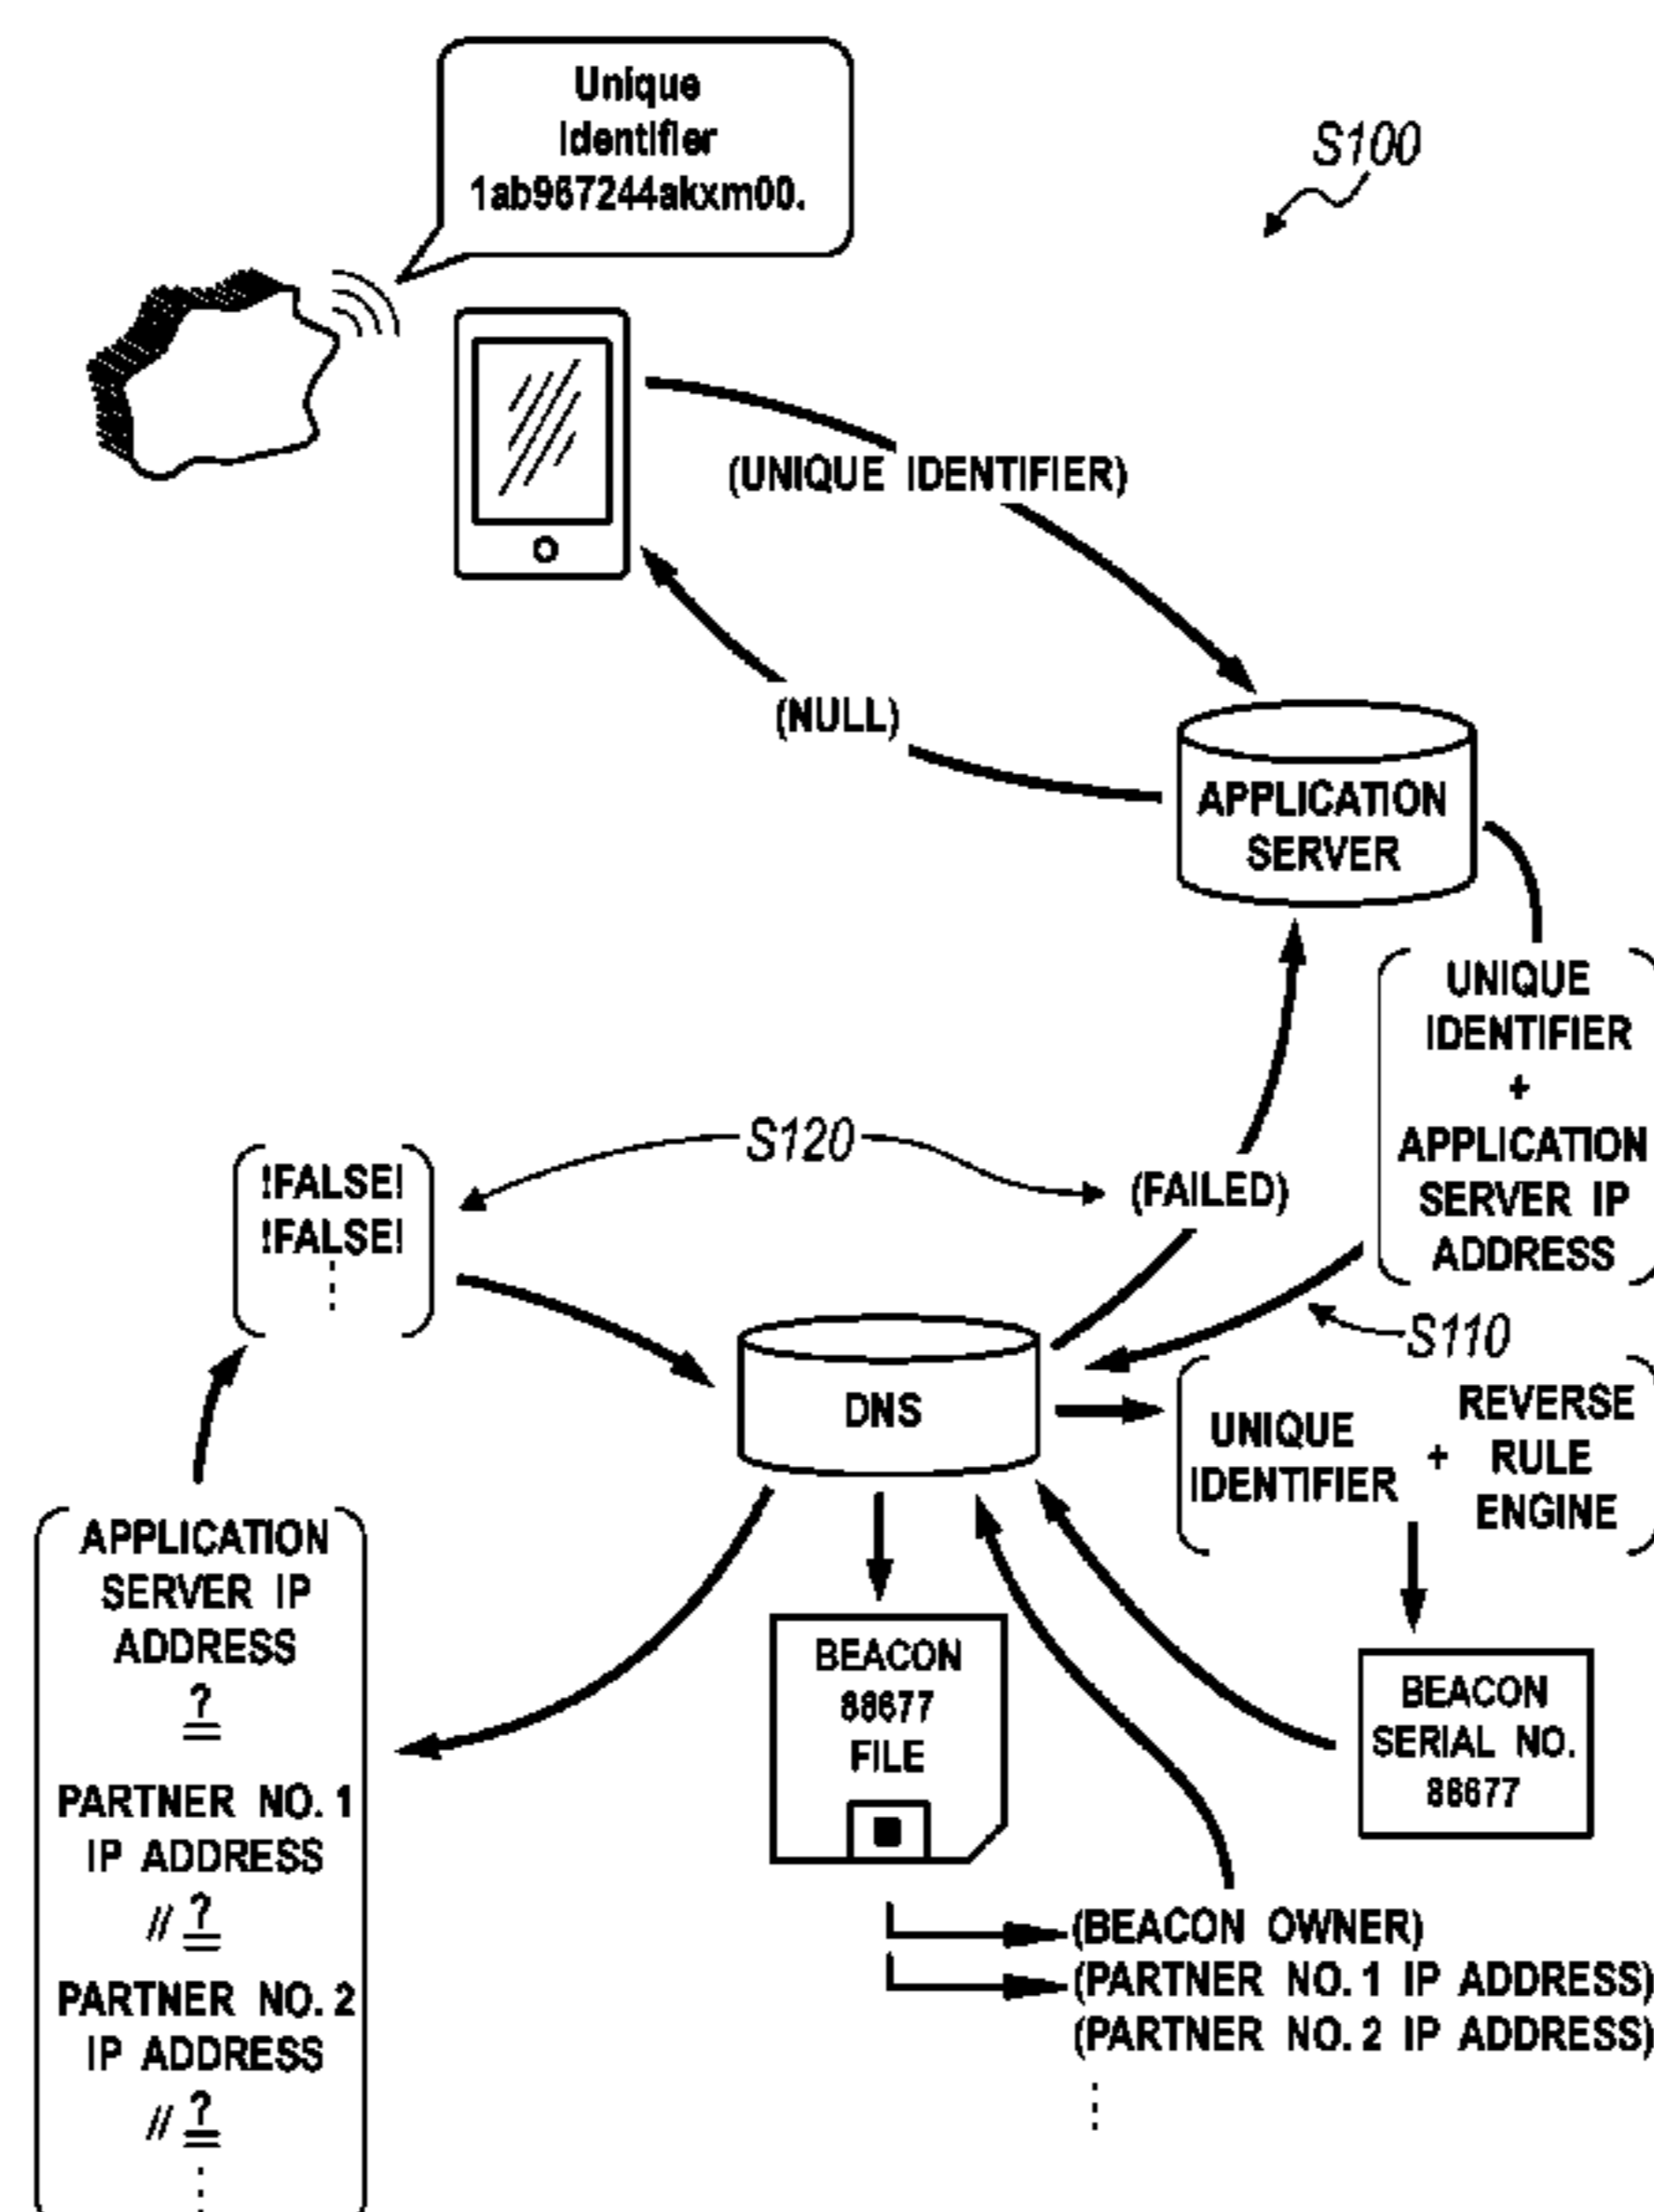 Unique
Identifier
1ab967244akxm00.
S100
(UNIQUE IDENTIFIER)
(NULL)
APPLICATION
SERVER
UNIQUE
IDENTIFIER
+
APPLICATION
SERVER IP
ADDRESS
S120
!FALSE!
!FALSE!
(FAILED)
S110
DNS
UNIQUE
IDENTIFIER
+
REVERSE
RULE
ENGINE
APPLICATION
SERVER IP
ADDRESS
?
=
PARTNER NO. 1
IP ADDRESS
// ?
=
PARTNER NO. 2
IP ADDRESS
// ?
=
BEACON
88677
FILE
BEACON
SERIAL NO.
88677
(BEACON OWNER)
(PARTNER NO. 1 IP ADDRESS)
(PARTNER NO. 2 IP ADDRESS)